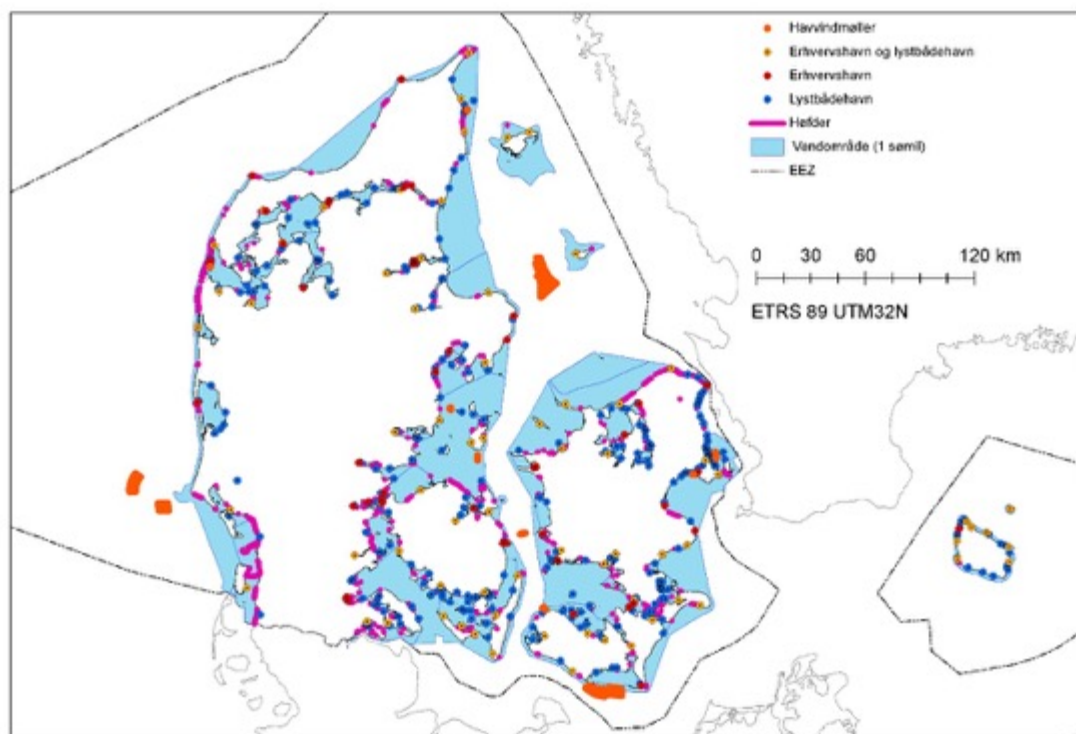 Havvindmøller
Erhvervshavn og lystbådehavn
Erhvervshavn
Lystbådehavn
Høfder
Vandområde (1 sømil)
EEZ
0 30 60 120 km
ETRS 89 UTM32N